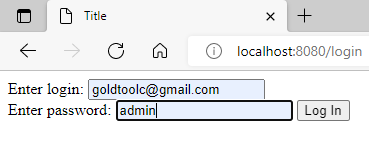 Title
localhost:8080/login
Enter login: goldtoolc@gmail.com
Enter password: admin Log In